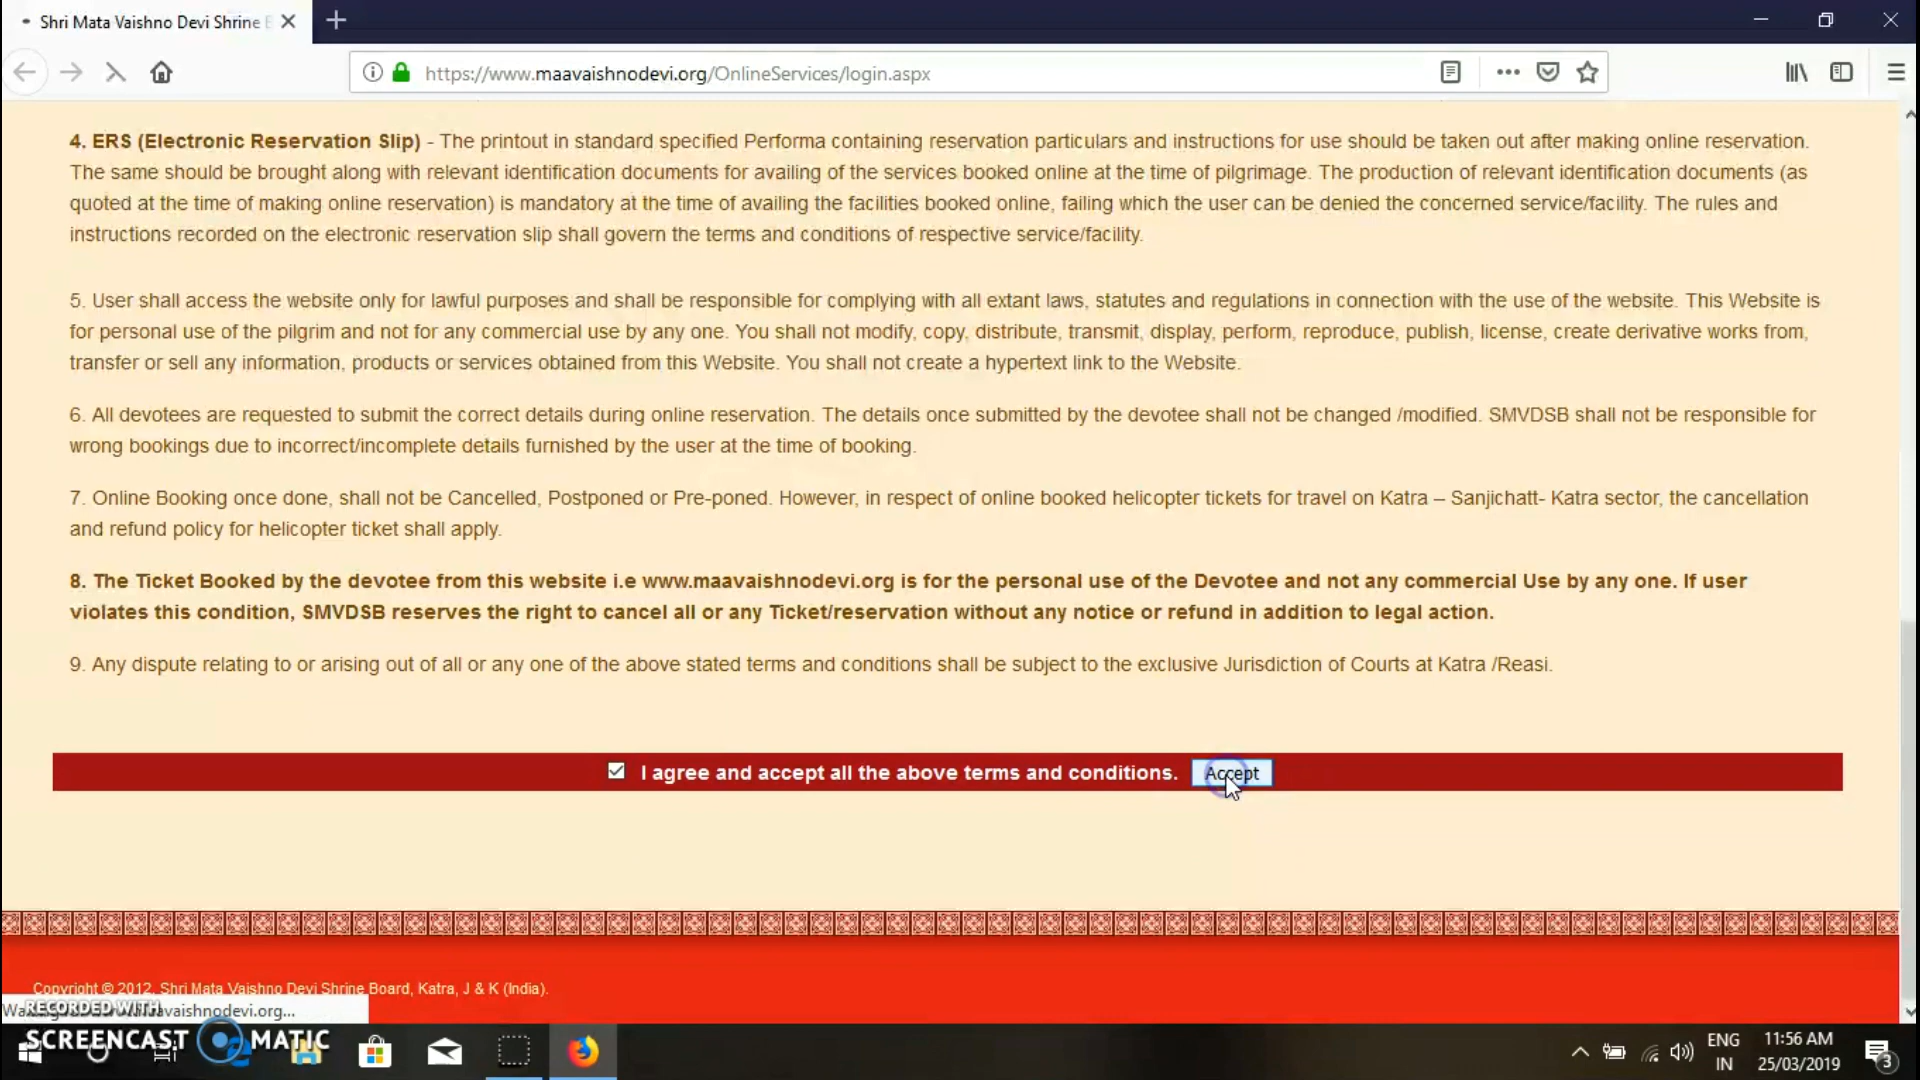 Shri Mata Vaishno Devi Shrine B
https://www.maavaishnodevi.org/OnlineServices/login.aspx
4. ERS (Electronic Reservation Slip) - The printout in standard specified Performa containing reservation particulars and instructions for use should be taken out after making online reservation.
The same should be brought along with relevant identification documents for availing of the services booked online at the time of pilgrimage. The production of relevant identification documents (as
quoted at the time of making online reservation) is mandatory at the time of availing the facilities booked online, failing which the user can be denied the concerned service/facility. The rules and
instructions recorded on the electronic reservation slip shall govern the terms and conditions of respective service/facility.
5. User shall access the website only for lawful purposes and shall be responsible for complying with all extant laws, statutes and regulations in connection with the use of the website. This Website is
for personal use of the pilgrim and not for any commercial use by any one. You shall not modify, copy, distribute, transmit, display, perform, reproduce, publish, license, create derivative works from,
transfer or sell any information, products or services obtained from this Website. You shall not create a hypertext link to the Website.
6. All devotees are requested to submit the correct details during online reservation. The details once submitted by the devotee shall not be changed /modified. SMVDSB shall not be responsible for
wrong bookings due to incorrect/incomplete details furnished by the user at the time of booking.
7. Online Booking once done, shall not be Cancelled, Postponed or Pre-poned. However, in respect of online booked helicopter tickets for travel on Katra – Sanjichatt- Katra sector, the cancellation
and refund policy for helicopter ticket shall apply.
8. The Ticket Booked by the devotee from this website i.e www.maavaishnodevi.org is for the personal use of the Devotee and not any commercial Use by any one. If user
violates this condition, SMVDSB reserves the right to cancel all or any Ticket/reservation without any notice or refund in addition to legal action.
9. Any dispute relating to or arising out of all or any one of the above stated terms and conditions shall be subject to the exclusive Jurisdiction of Courts at Katra /Reasi.
I agree and accept all the above terms and conditions. Accept
Copyright © 2012, Shri Mata Vaishno Devi Shrine Board, Katra, J & K (India).
RECORDED WITH
SCREENCAST MATIC
ENG 11:56 AM
IN 25/03/2019 3